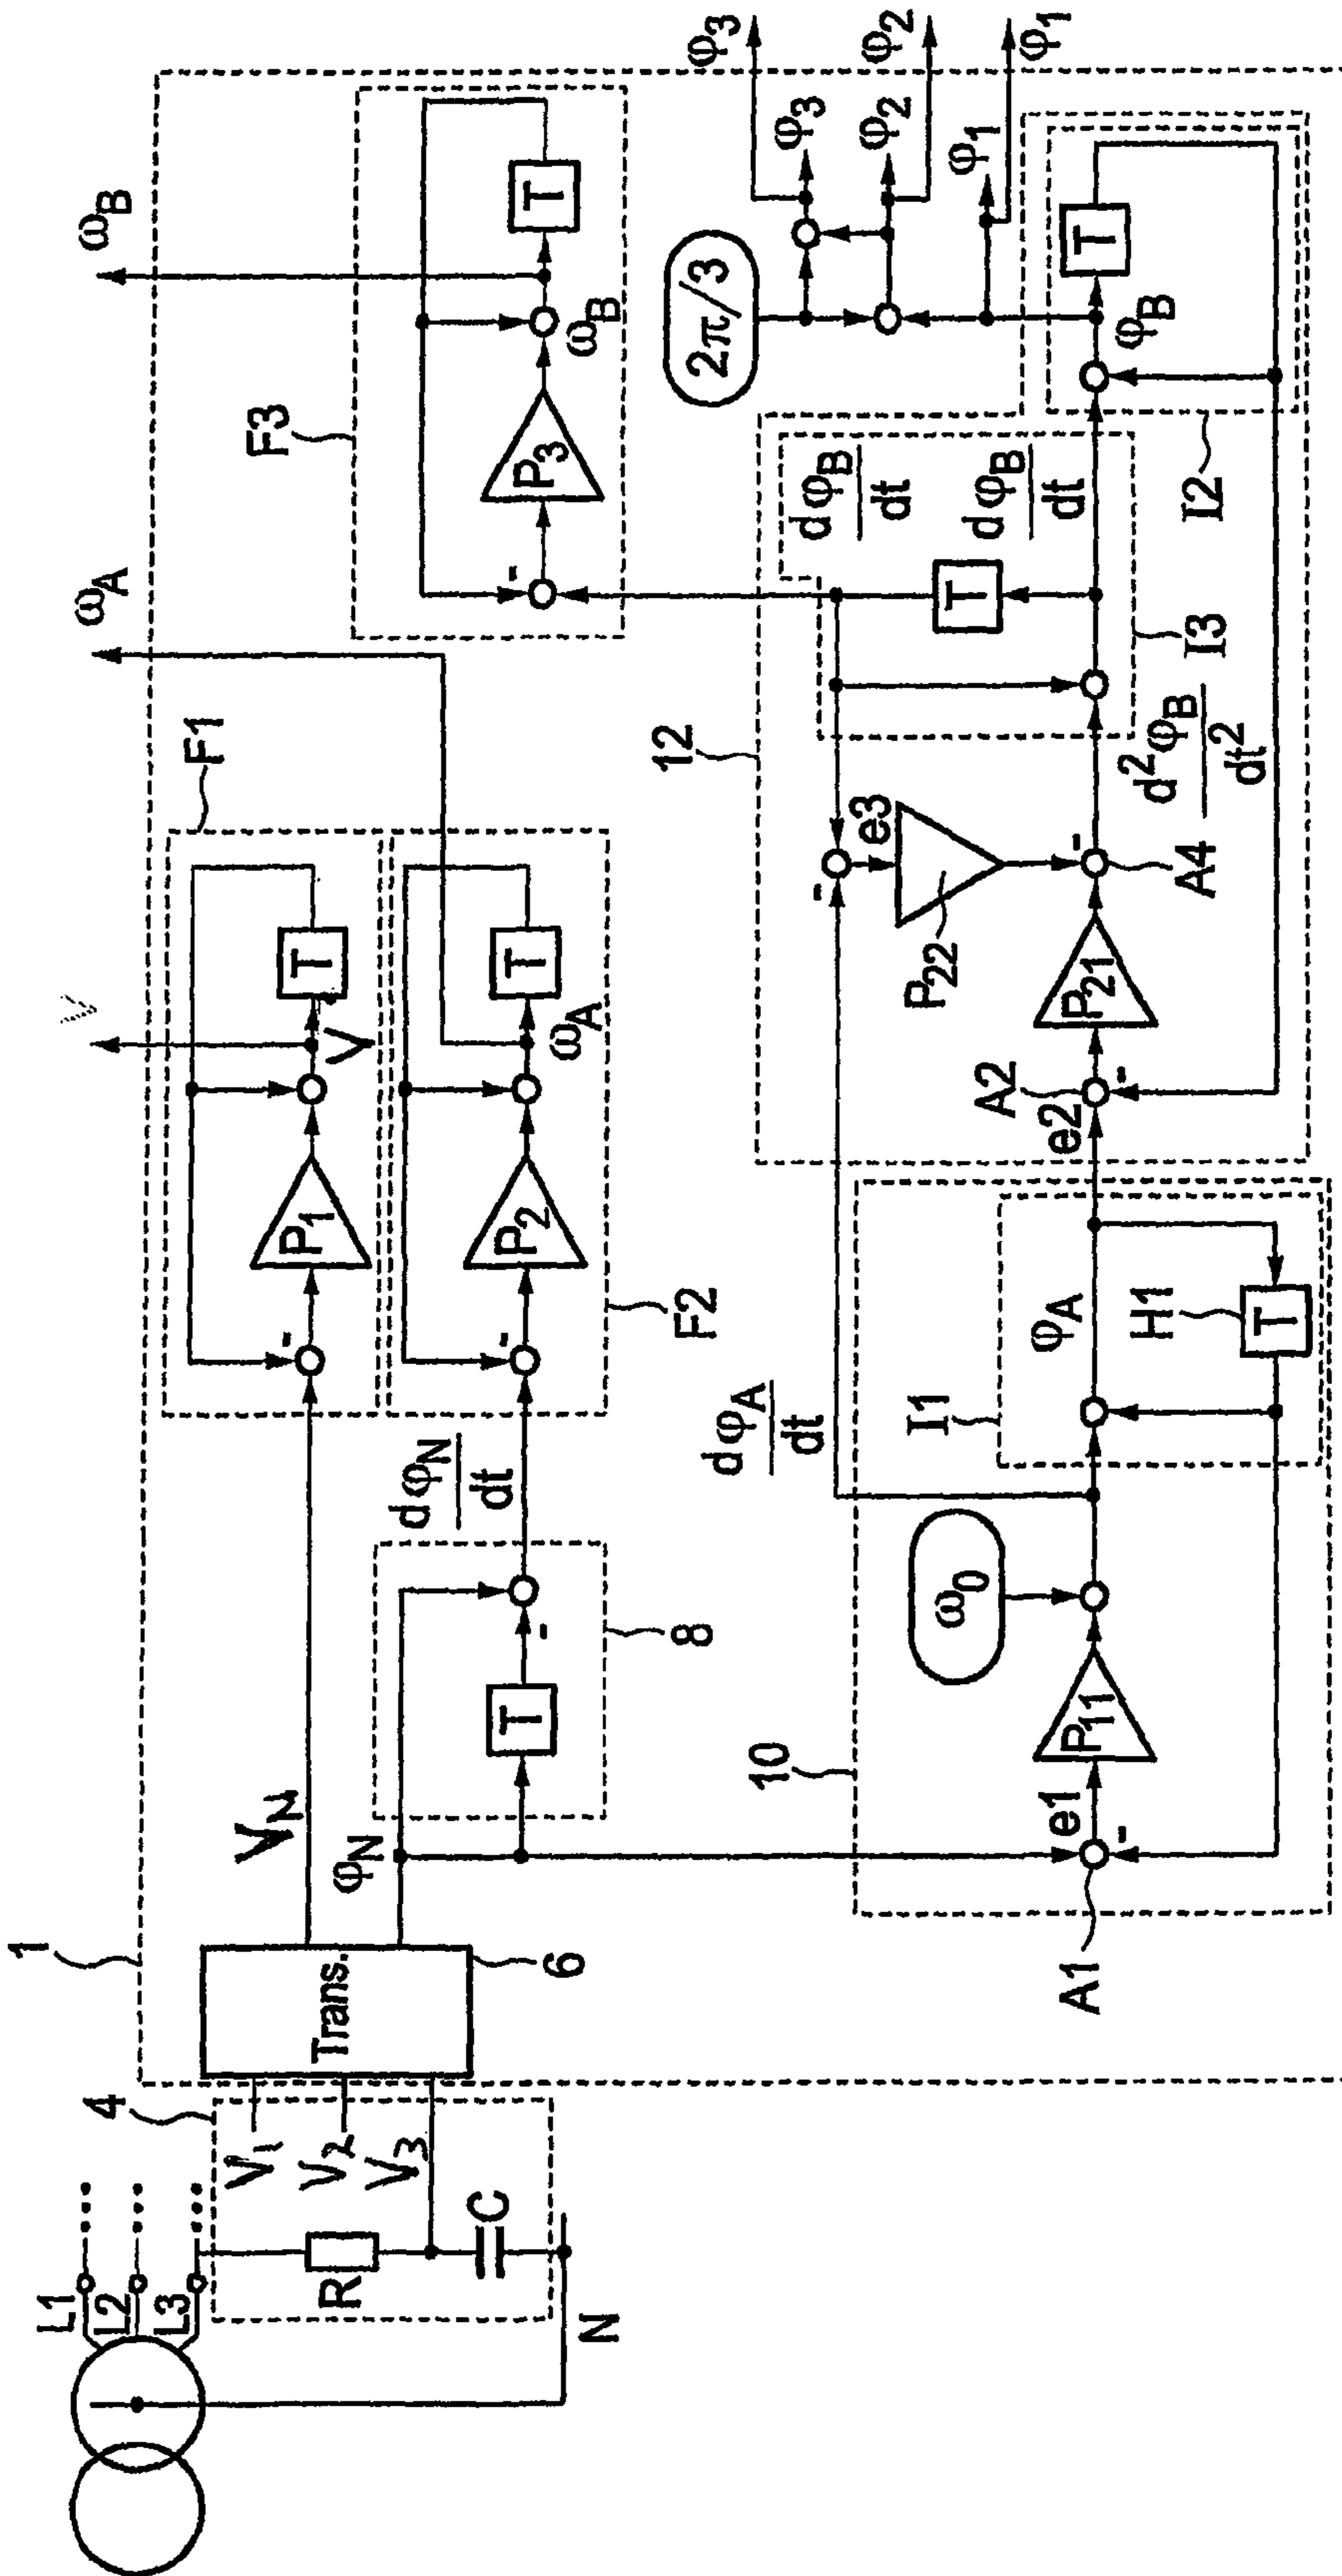 1
4
L1
L2
L3
R
C
N
V1
V2
V3
Trans.
6
VN
φN
8
T
dφN
dt
F1
P1
T
V
V
F2
P2
T
ωA
ωA
F3
P3
T
ωB
ωB
10
A1
e1
-
P11
ω0
dφA
dt
I1
φA
H1
T
12
A2
e2
-
P21
P22
e3
-
A4
-
d²φB
dt²
I3
T
dφB
dt
dφB
dt
I2
φB
T
2π/3
φ3
φ2
φ1
φ3
φ2
φ1
-
-
-
-